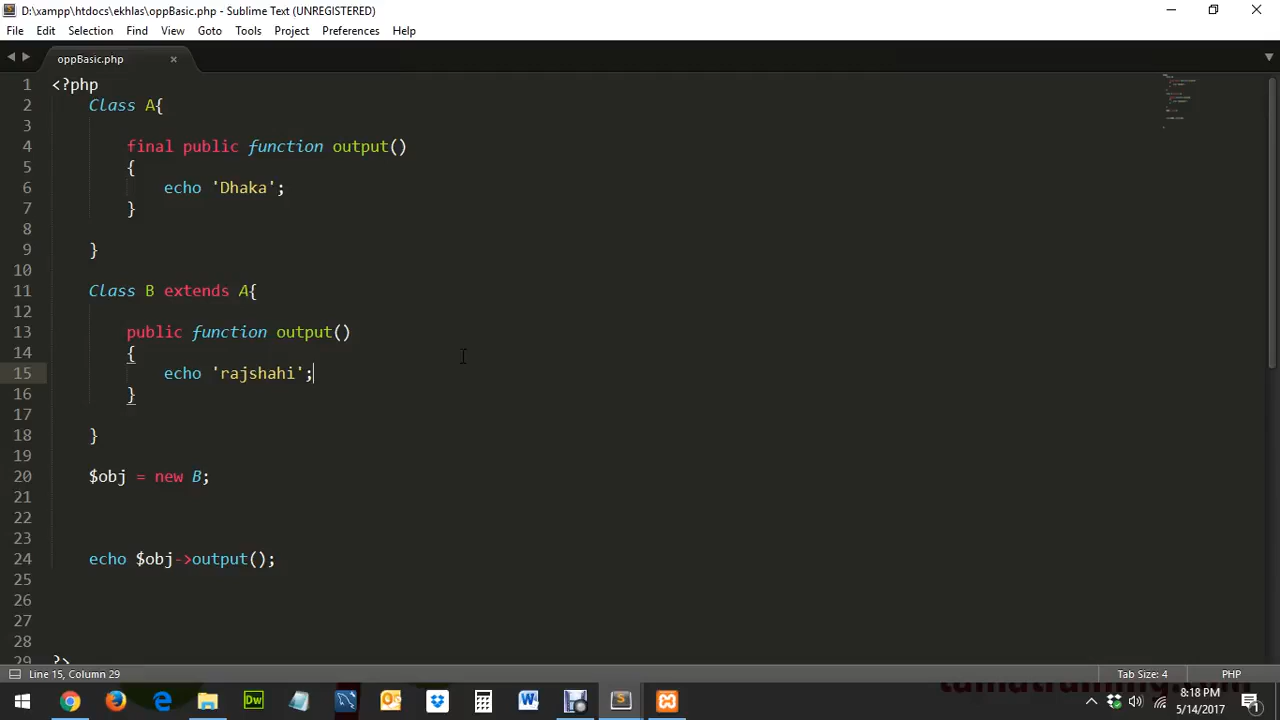 D:\xampp\htdocs\ekhlas\oppBasic.php - Sublime Text (UNREGISTERED)
File Edit Selection Find View Goto Tools Project Preferences Help
oppBasic.php
1 <?php
2 Class A{
3
4 final public function output()
5 {
6 echo 'Dhaka';
7 }
8
9 }
10
11 Class B extends A{
12
13 public function output()
14 {
15 echo 'rajshahi';
16 }
17
18 }
19
20 $obj = new B;
21
22
23
24 echo $obj->output();
25
26
27
28
29 ?>
Line 15, Column 29 Tab Size: 4 PHP
8:18 PM
5/14/2017